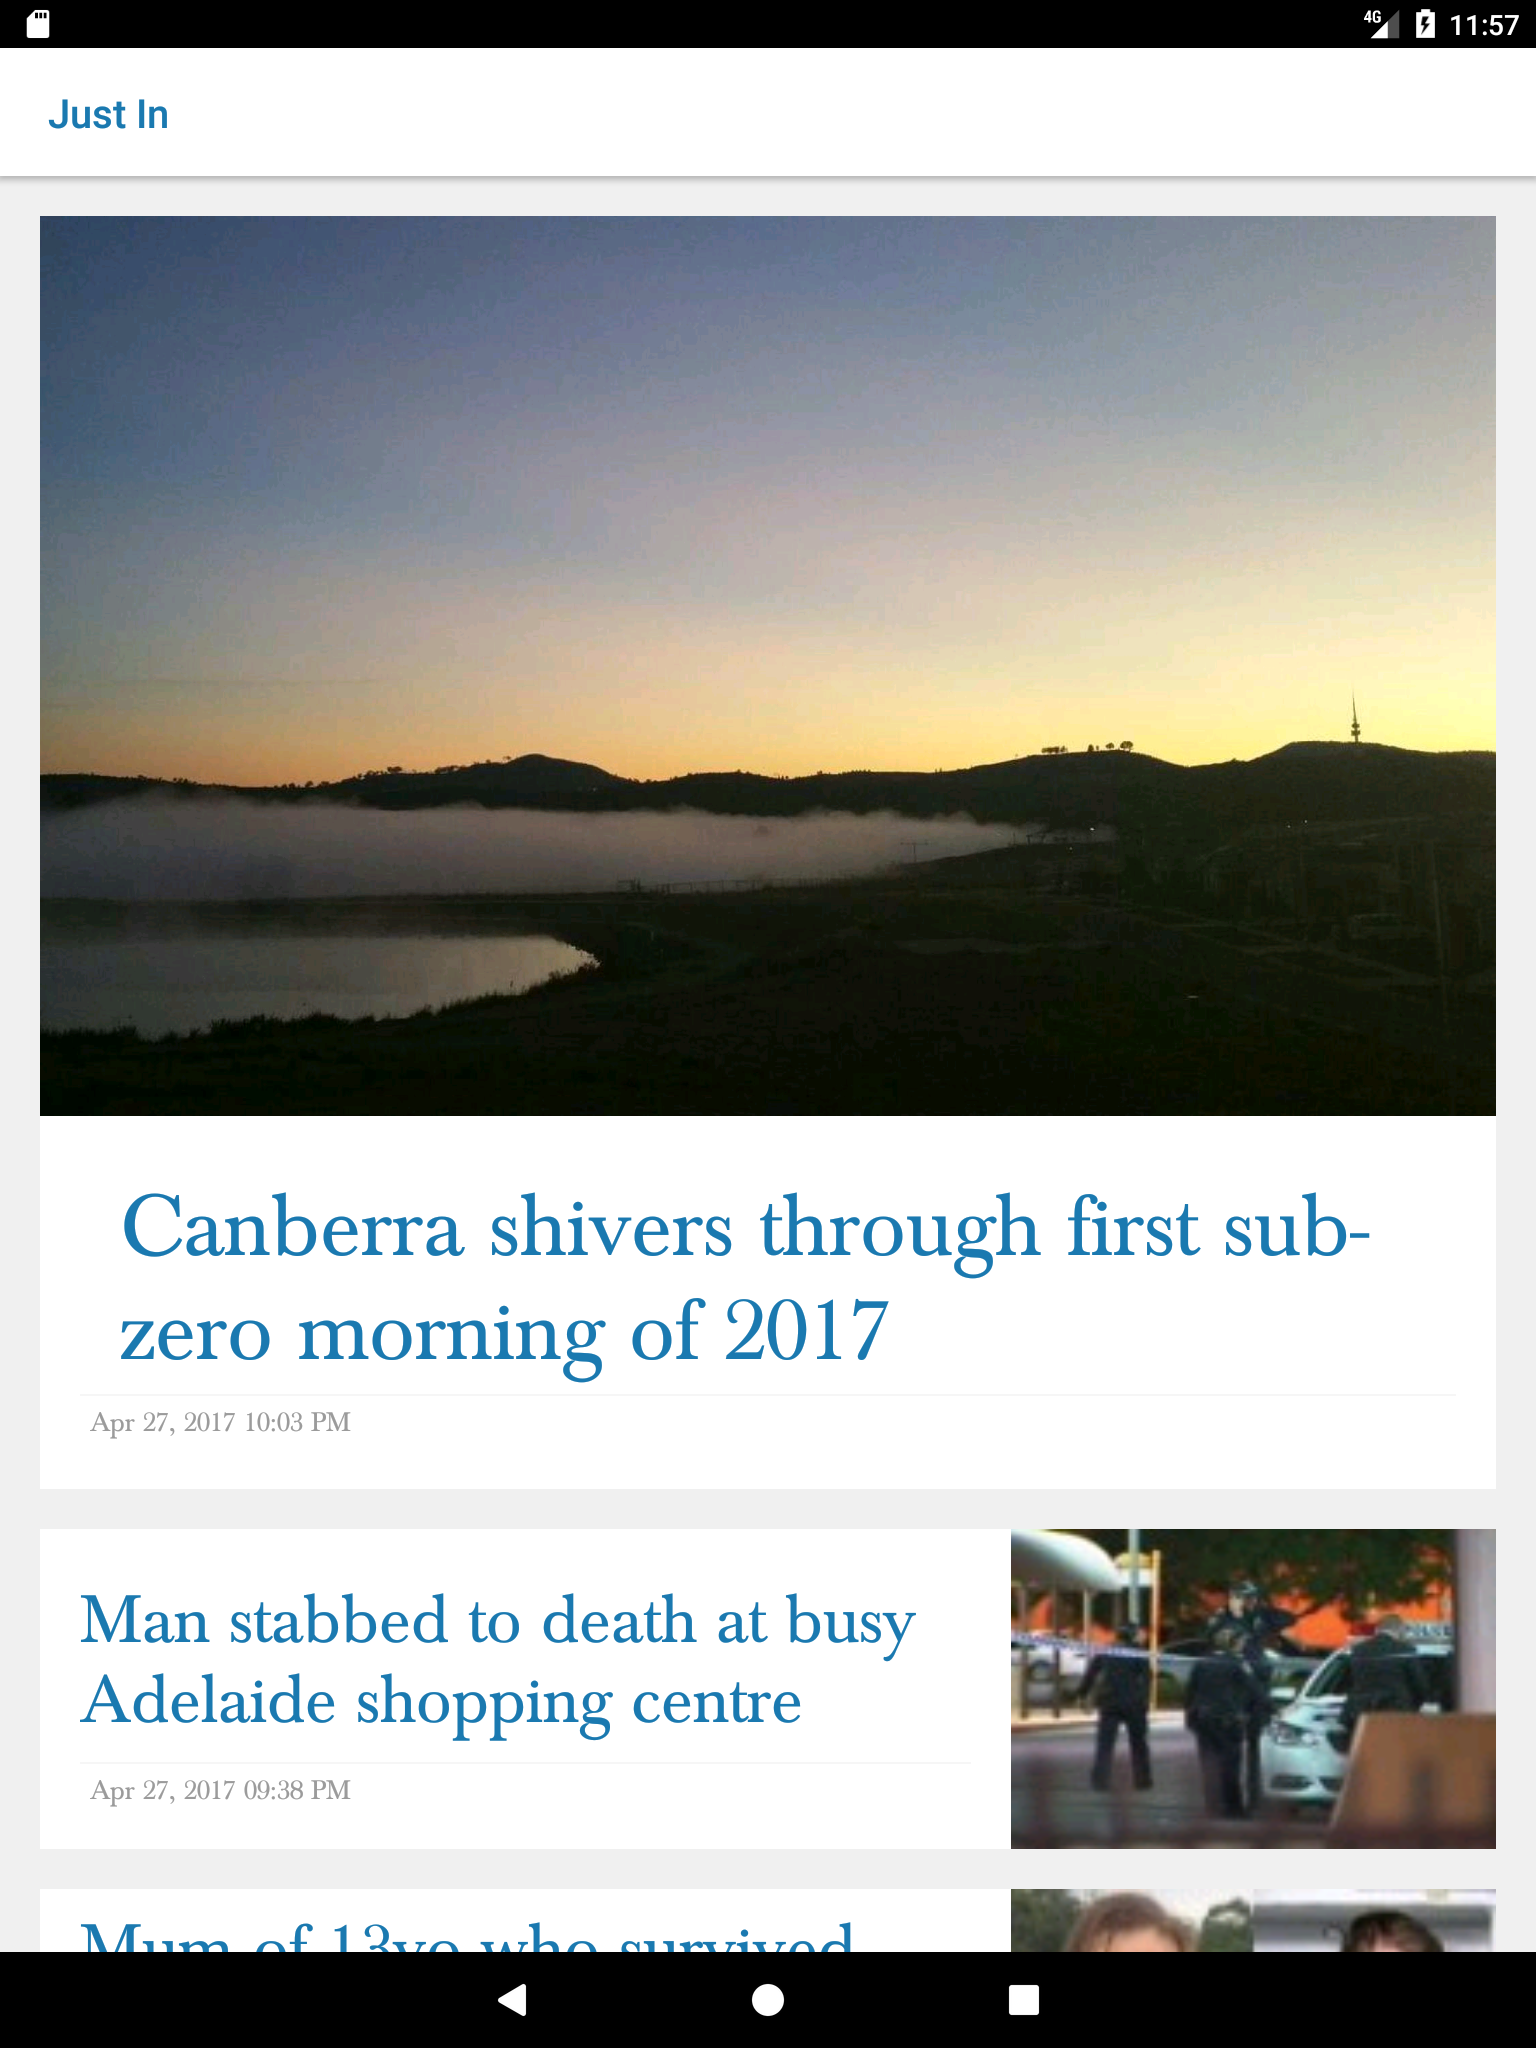 4G 11:57
Just In
Canberra shivers through first sub-
zero morning of 2017
Apr 27, 2017 10:03 PM
Man stabbed to death at busy
Adelaide shopping centre
Apr 27, 2017 09:38 PM
Mum of 13yo who survived